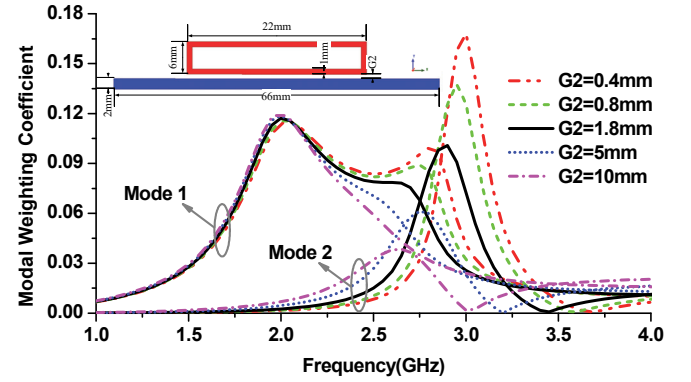 22mm
6mm
1mm
G2
66mm
2mm
0.18
0.15
0.12
0.09
0.06
0.03
0.00
Modal Weighting Coefficient
G2=0.4mm
G2=0.8mm
G2=1.8mm
G2=5mm
G2=10mm
Mode 1
Mode 2
1.0 1.5 2.0 2.5 3.0 3.5 4.0
Frequency(GHz)